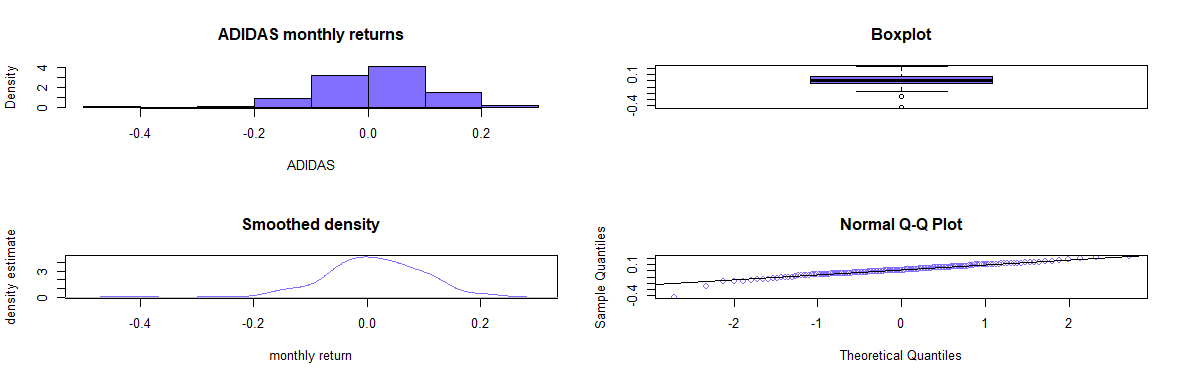 ADIDAS monthly returns
Density
0 2 4
-0.4 -0.2 0.0 0.2
ADIDAS
Boxplot
-0.4 0.1
Smoothed density
density estimate
0 3
-0.4 -0.2 0.0 0.2
monthly return
Normal Q-Q Plot
Sample Quantiles
-0.4 0.1
-2 -1 0 1 2
Theoretical Quantiles